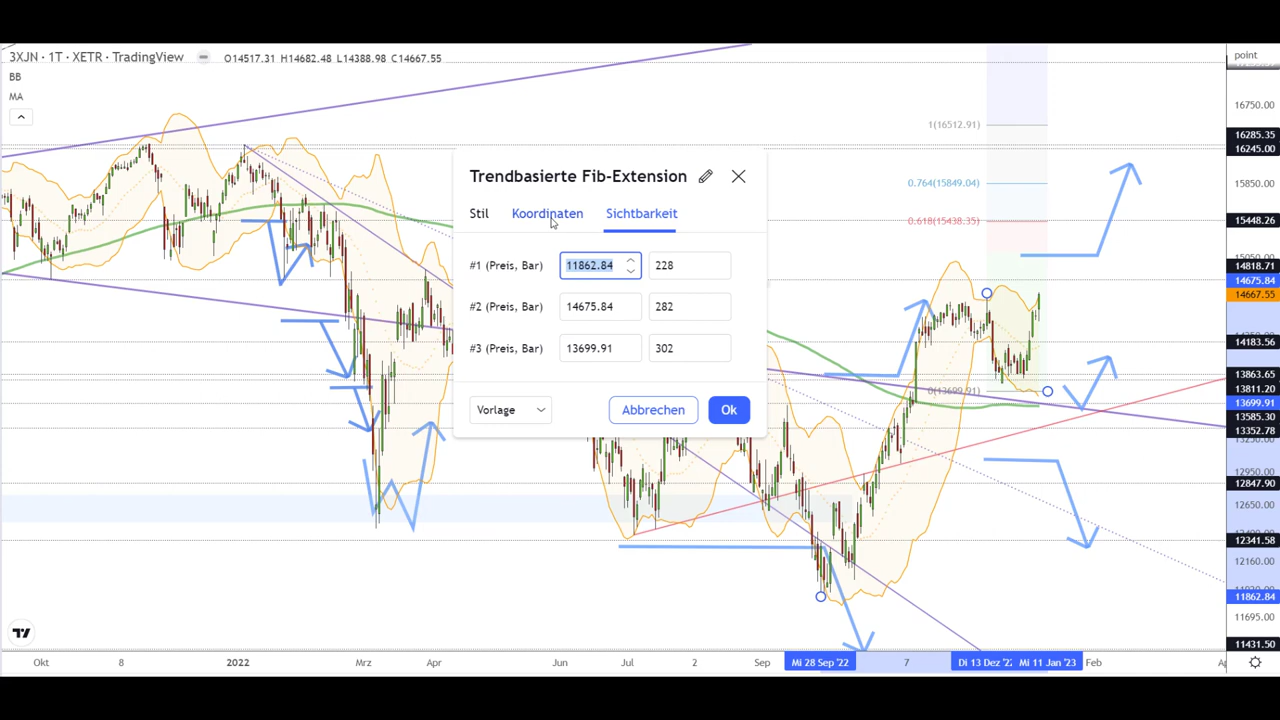 3XJN · 1T · XETR · TradingView
O14517.31 H14682.48 L14388.98 C14667.55
BB
MA
point
16750.00
16285.35
16245.00
15850.00
15448.26
14818.71
14675.84
14667.55
14183.56
13863.65
13811.20
13699.91
13585.30
13352.78
12950.00
12847.90
12650.00
12341.58
12160.00
11862.84
11695.00
11431.50
1(16512.91)
0.764(15849.04)
0.618(15438.35)
0(13699.91)
Trendbasierte Fib-Extension
Stil Koordinaten Sichtbarkeit
#1 (Preis, Bar) 11862.84 228
#2 (Preis, Bar) 14675.84 282
#3 (Preis, Bar) 13699.91 302
Vorlage Abbrechen Ok
Okt 8 2022 Mrz Apr Jun Jul 2 Sep Mi 28 Sep '22 7 Di 13 Dez '22 Mi 11 Jan '23 Feb